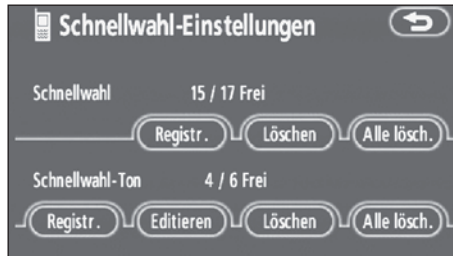 Schnellwahl-Einstellungen
Schnellwahl 15 / 17 Frei
Registr. Löschen Alle lösch.
Schnellwahl-Ton 4 / 6 Frei
Registr. Editieren Löschen Alle lösch.